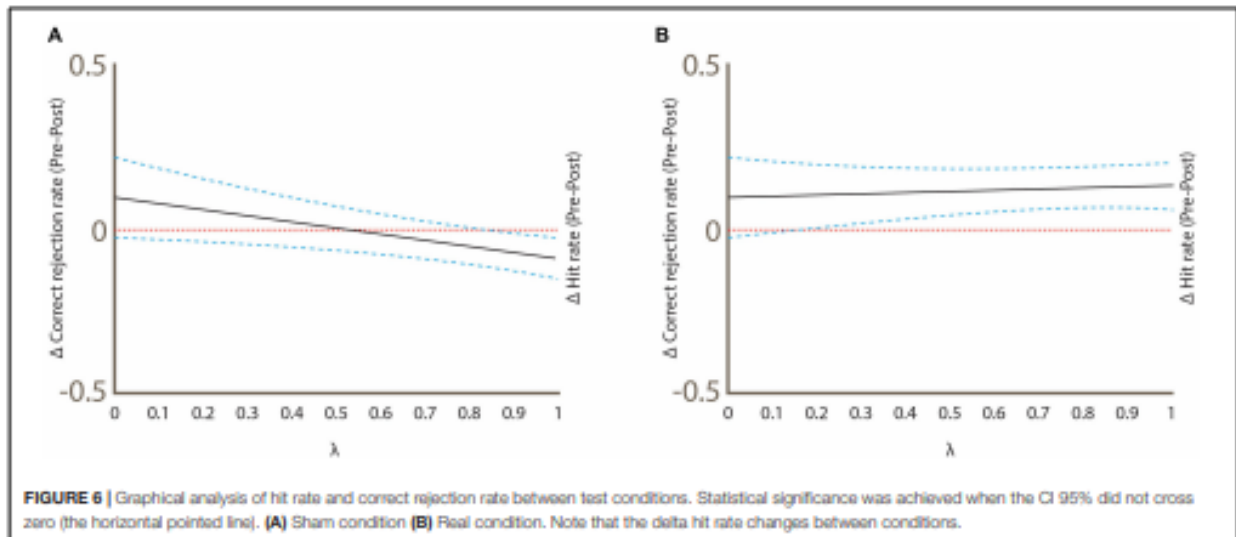 A
0.5
0
-0.5
Δ Correct rejection rate (Pre-Post)
Δ Hit rate (Pre-Post)
0 0.1 0.2 0.3 0.4 0.5 0.6 0.7 0.8 0.9 1
λ
B
0.5
0
-0.5
Δ Correct rejection rate (Pre-Post)
Δ Hit rate (Pre-Post)
0 0.1 0.2 0.3 0.4 0.5 0.6 0.7 0.8 0.9 1
λ
FIGURE 6 | Graphical analysis of hit rate and correct rejection rate between test conditions. Statistical significance was achieved when the CI 95% did not cross
zero (the horizontal pointed line). (A) Sham condition (B) Real condition. Note that the delta hit rate changes between conditions.